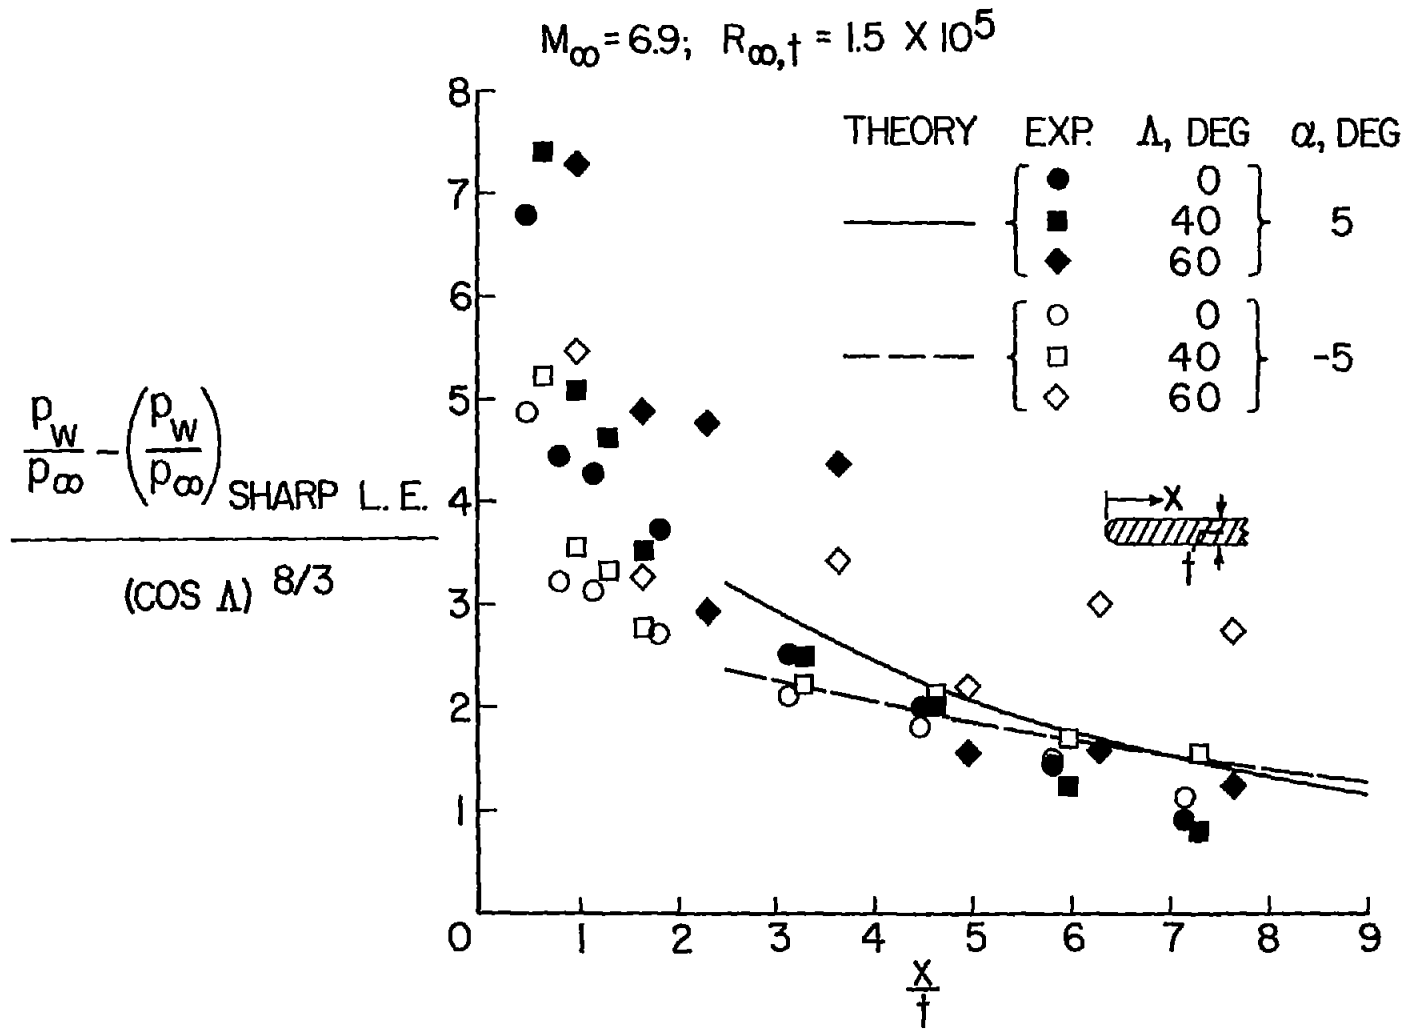 M∞ = 6.9; R∞,t = 1.5 X 10⁵
THEORY EXP. Λ, DEG α, DEG
0
40 5
60
0
40 -5
60
p_w/p∞ − (p_w/p∞) SHARP L. E.
(COS Λ) 8/3
8
7
6
5
4
3
2
1
0 1 2 3 4 5 6 7 8 9
X
t
X/t